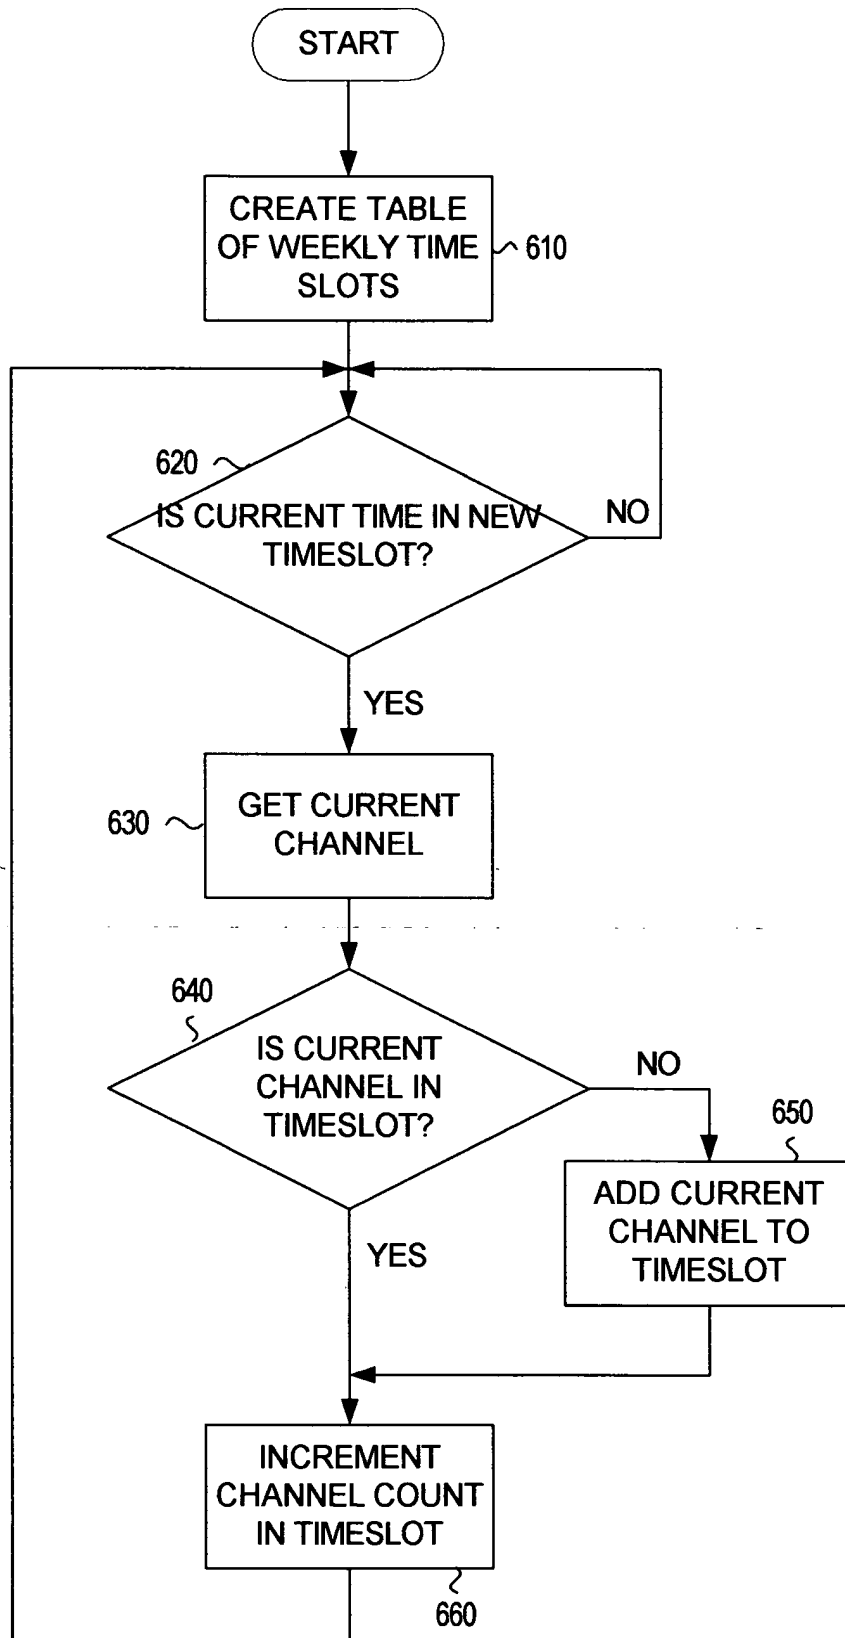 START
CREATE TABLE
OF WEEKLY TIME
SLOTS
610
620
IS CURRENT TIME IN NEW
TIMESLOT?
NO
YES
630
GET CURRENT
CHANNEL
640
IS CURRENT
CHANNEL IN
TIMESLOT?
NO
650
ADD CURRENT
CHANNEL TO
TIMESLOT
YES
INCREMENT
CHANNEL COUNT
IN TIMESLOT
660